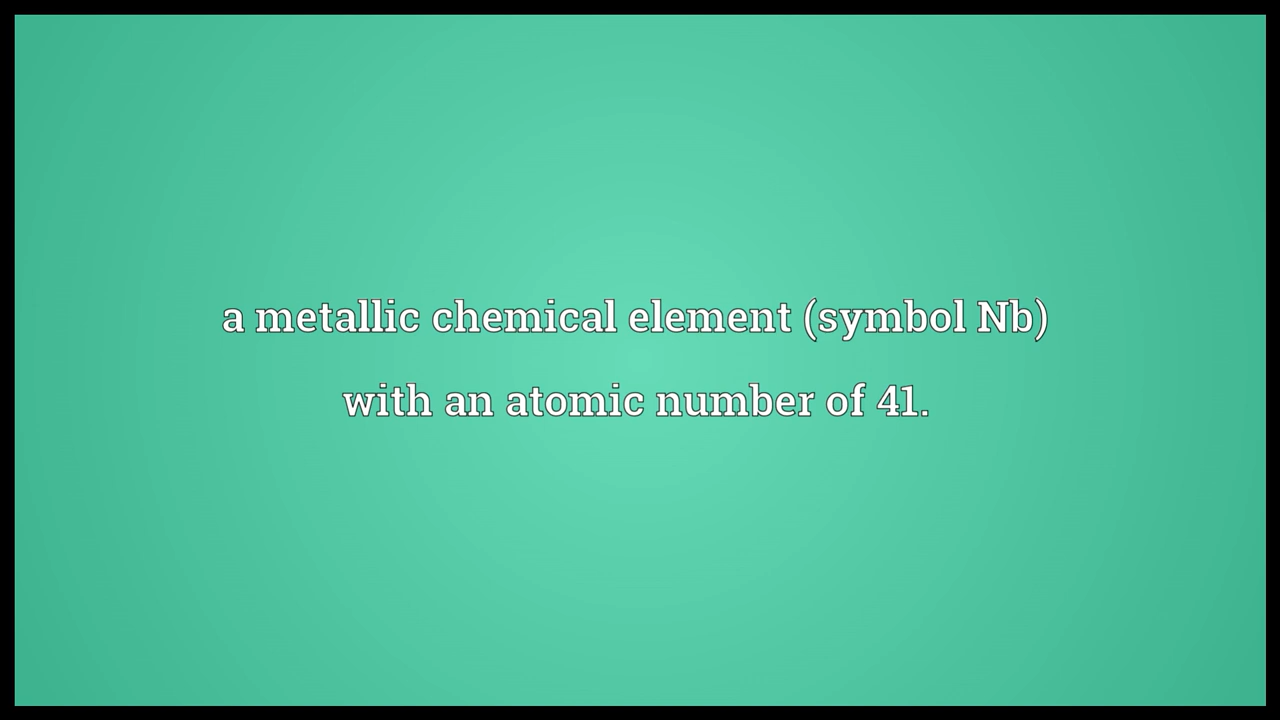 a metallic chemical element (symbol Nb)
with an atomic number of 41.